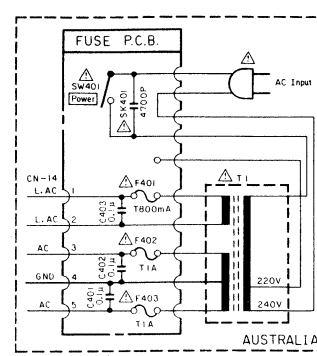 FUSE P.C.B.
SW401
Power
SK401
4700P
AC Input
CN-14
L.AC 1
F401
T800mA
C403
0.1μ
L.AC 2
AC 3
F402
T1A
C402
0.1μ
GND 4
AC 5
F403
T1A
C401
0.1μ
T1
220V
240V
AUSTRALIA